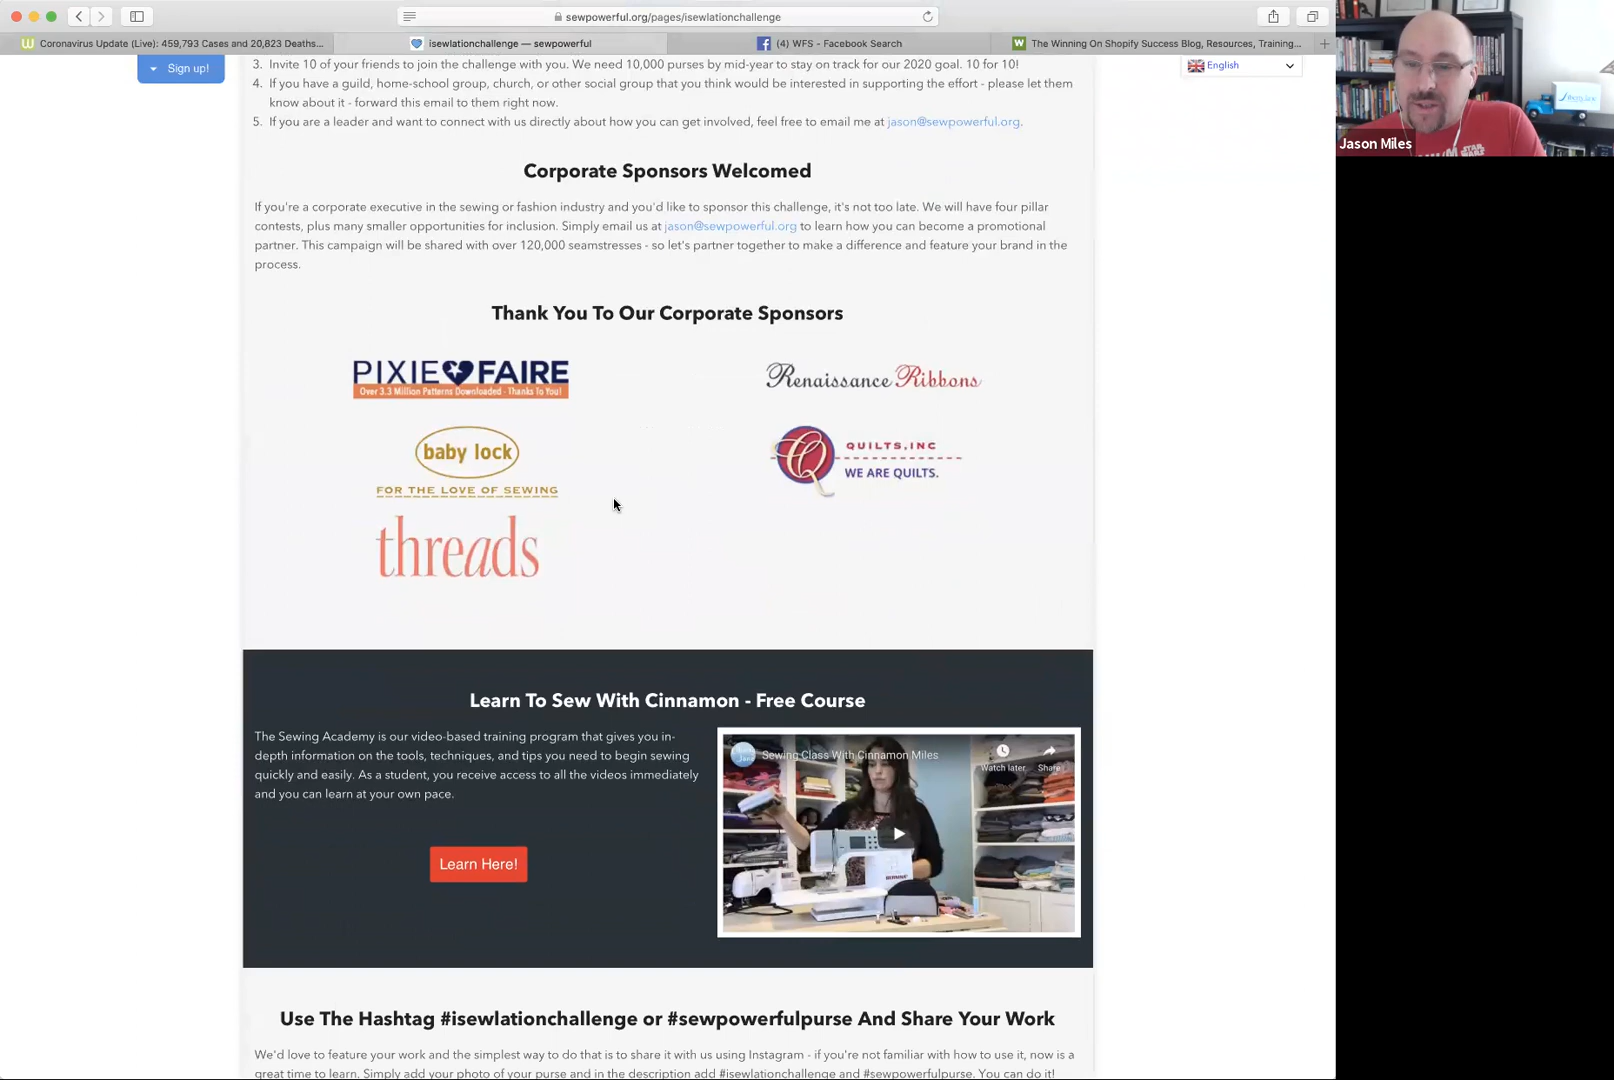 sewpowerful.org/pages/isewlationchallenge
Coronavirus Update (Live): 459,793 Cases and 20,823 Deaths...
isewlationchallenge — sewpowerful
(4) WFS - Facebook Search
The Winning On Shopify Success Blog, Resources, Training...
Sign up!
English
3. Invite 10 of your friends to join the challenge with you. We need 10,000 purses by mid-year to stay on track for our 2020 goal. 10 for 10!
4. If you have a guild, home-school group, church, or other social group that you think would be interested in supporting the effort - please let them
know about it - forward this email to them right now.
5. If you are a leader and want to connect with us directly about how you can get involved, feel free to email me at jason@sewpowerful.org.
Jason Miles
Corporate Sponsors Welcomed
If you're a corporate executive in the sewing or fashion industry and you'd like to sponsor this challenge, it's not too late. We will have four pillar
contests, plus many smaller opportunities for inclusion. Simply email us at jason@sewpowerful.org to learn how you can become a promotional
partner. This campaign will be shared with over 120,000 seamstresses - so let's partner together to make a difference and feature your brand in the
process.
Thank You To Our Corporate Sponsors
PIXIE FAIRE
Over 3.3 Million Patterns Downloaded - Thanks To You!
Renaissance Ribbons
baby lock
FOR THE LOVE OF SEWING
Q QUILTS, INC
WE ARE QUILTS.
threads
Learn To Sew With Cinnamon - Free Course
The Sewing Academy is our video-based training program that gives you in-
depth information on the tools, techniques, and tips you need to begin sewing
quickly and easily. As a student, you receive access to all the videos immediately
and you can learn at your own pace.
Learn Here!
Sewing Class With Cinnamon Miles
Watch later
Share
Use The Hashtag #isewlationchallenge or #sewpowerfulpurse And Share Your Work
We'd love to feature your work and the simplest way to do that is to share it with us using Instagram - if you're not familiar with how to use it, now is a
great time to learn. Simply add your photo of your purse and in the description add #isewlationchallenge and #sewpowerfulpurse. You can do it!